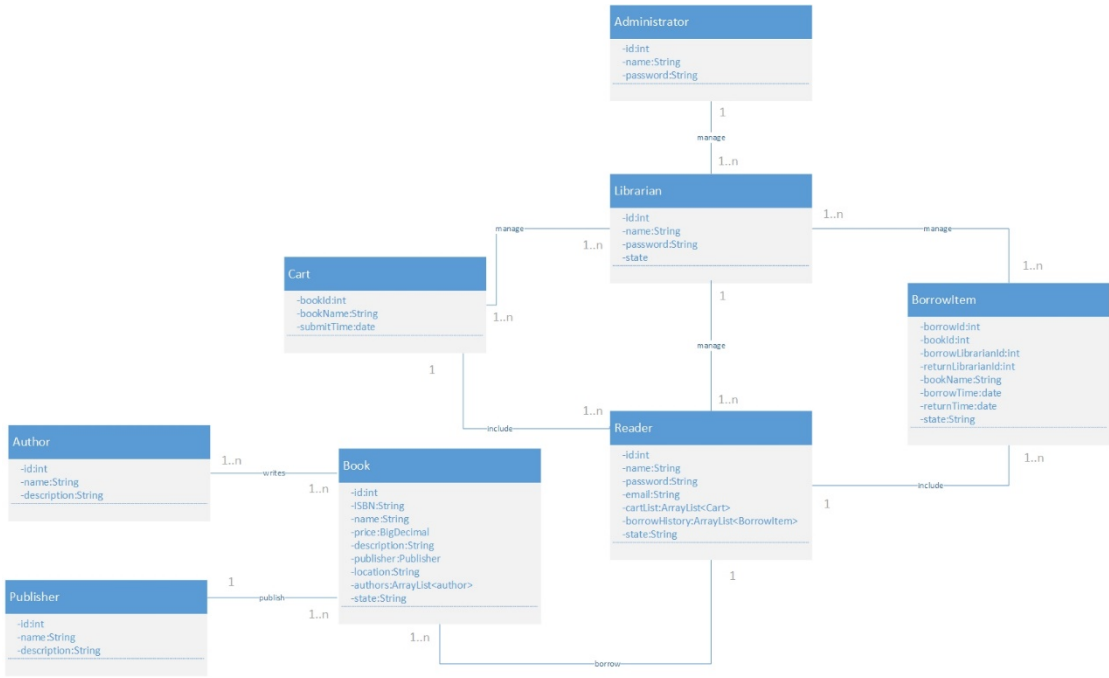 Administrator
-id:int
-name:String
-password:String
1
manage
1..n
Librarian
-id:int
-name:String
-password:String
-state
1..n
manage
1..n
manage
1..n
1
manage
1..n
Cart
-bookId:int
-bookName:String
-submitTime:date
1..n
1
include
1..n
BorrowItem
-borrowId:int
-bookId:int
-borrowLibrarianId:int
-returnLibrarianId:int
-bookName:String
-borrowTime:date
-returnTime:date
-state:String
1..n
include
1
Reader
-id:int
-name:String
-password:String
-email:String
-cartList:ArrayList<Cart>
-borrowHistory:ArrayList<BorrowItem>
-state:String
1
Author
-id:int
-name:String
-description:String
1..n
writes
1..n
Book
-id:int
-ISBN:String
-name:String
-price:BigDecimal
-description:String
-publisher:Publisher
-location:String
-authors:ArrayList<author>
-state:String
1
publish
1..n
Publisher
-id:int
-name:String
-description:String
1..n
borrow